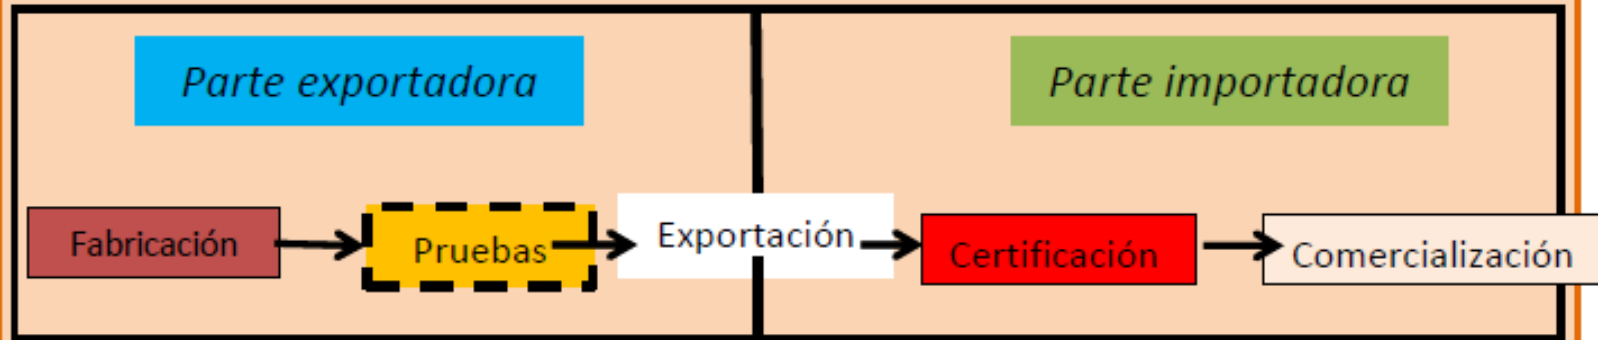 Parte exportadora
Parte importadora
Fabricación
Pruebas
Exportación
Certificación
Comercialización